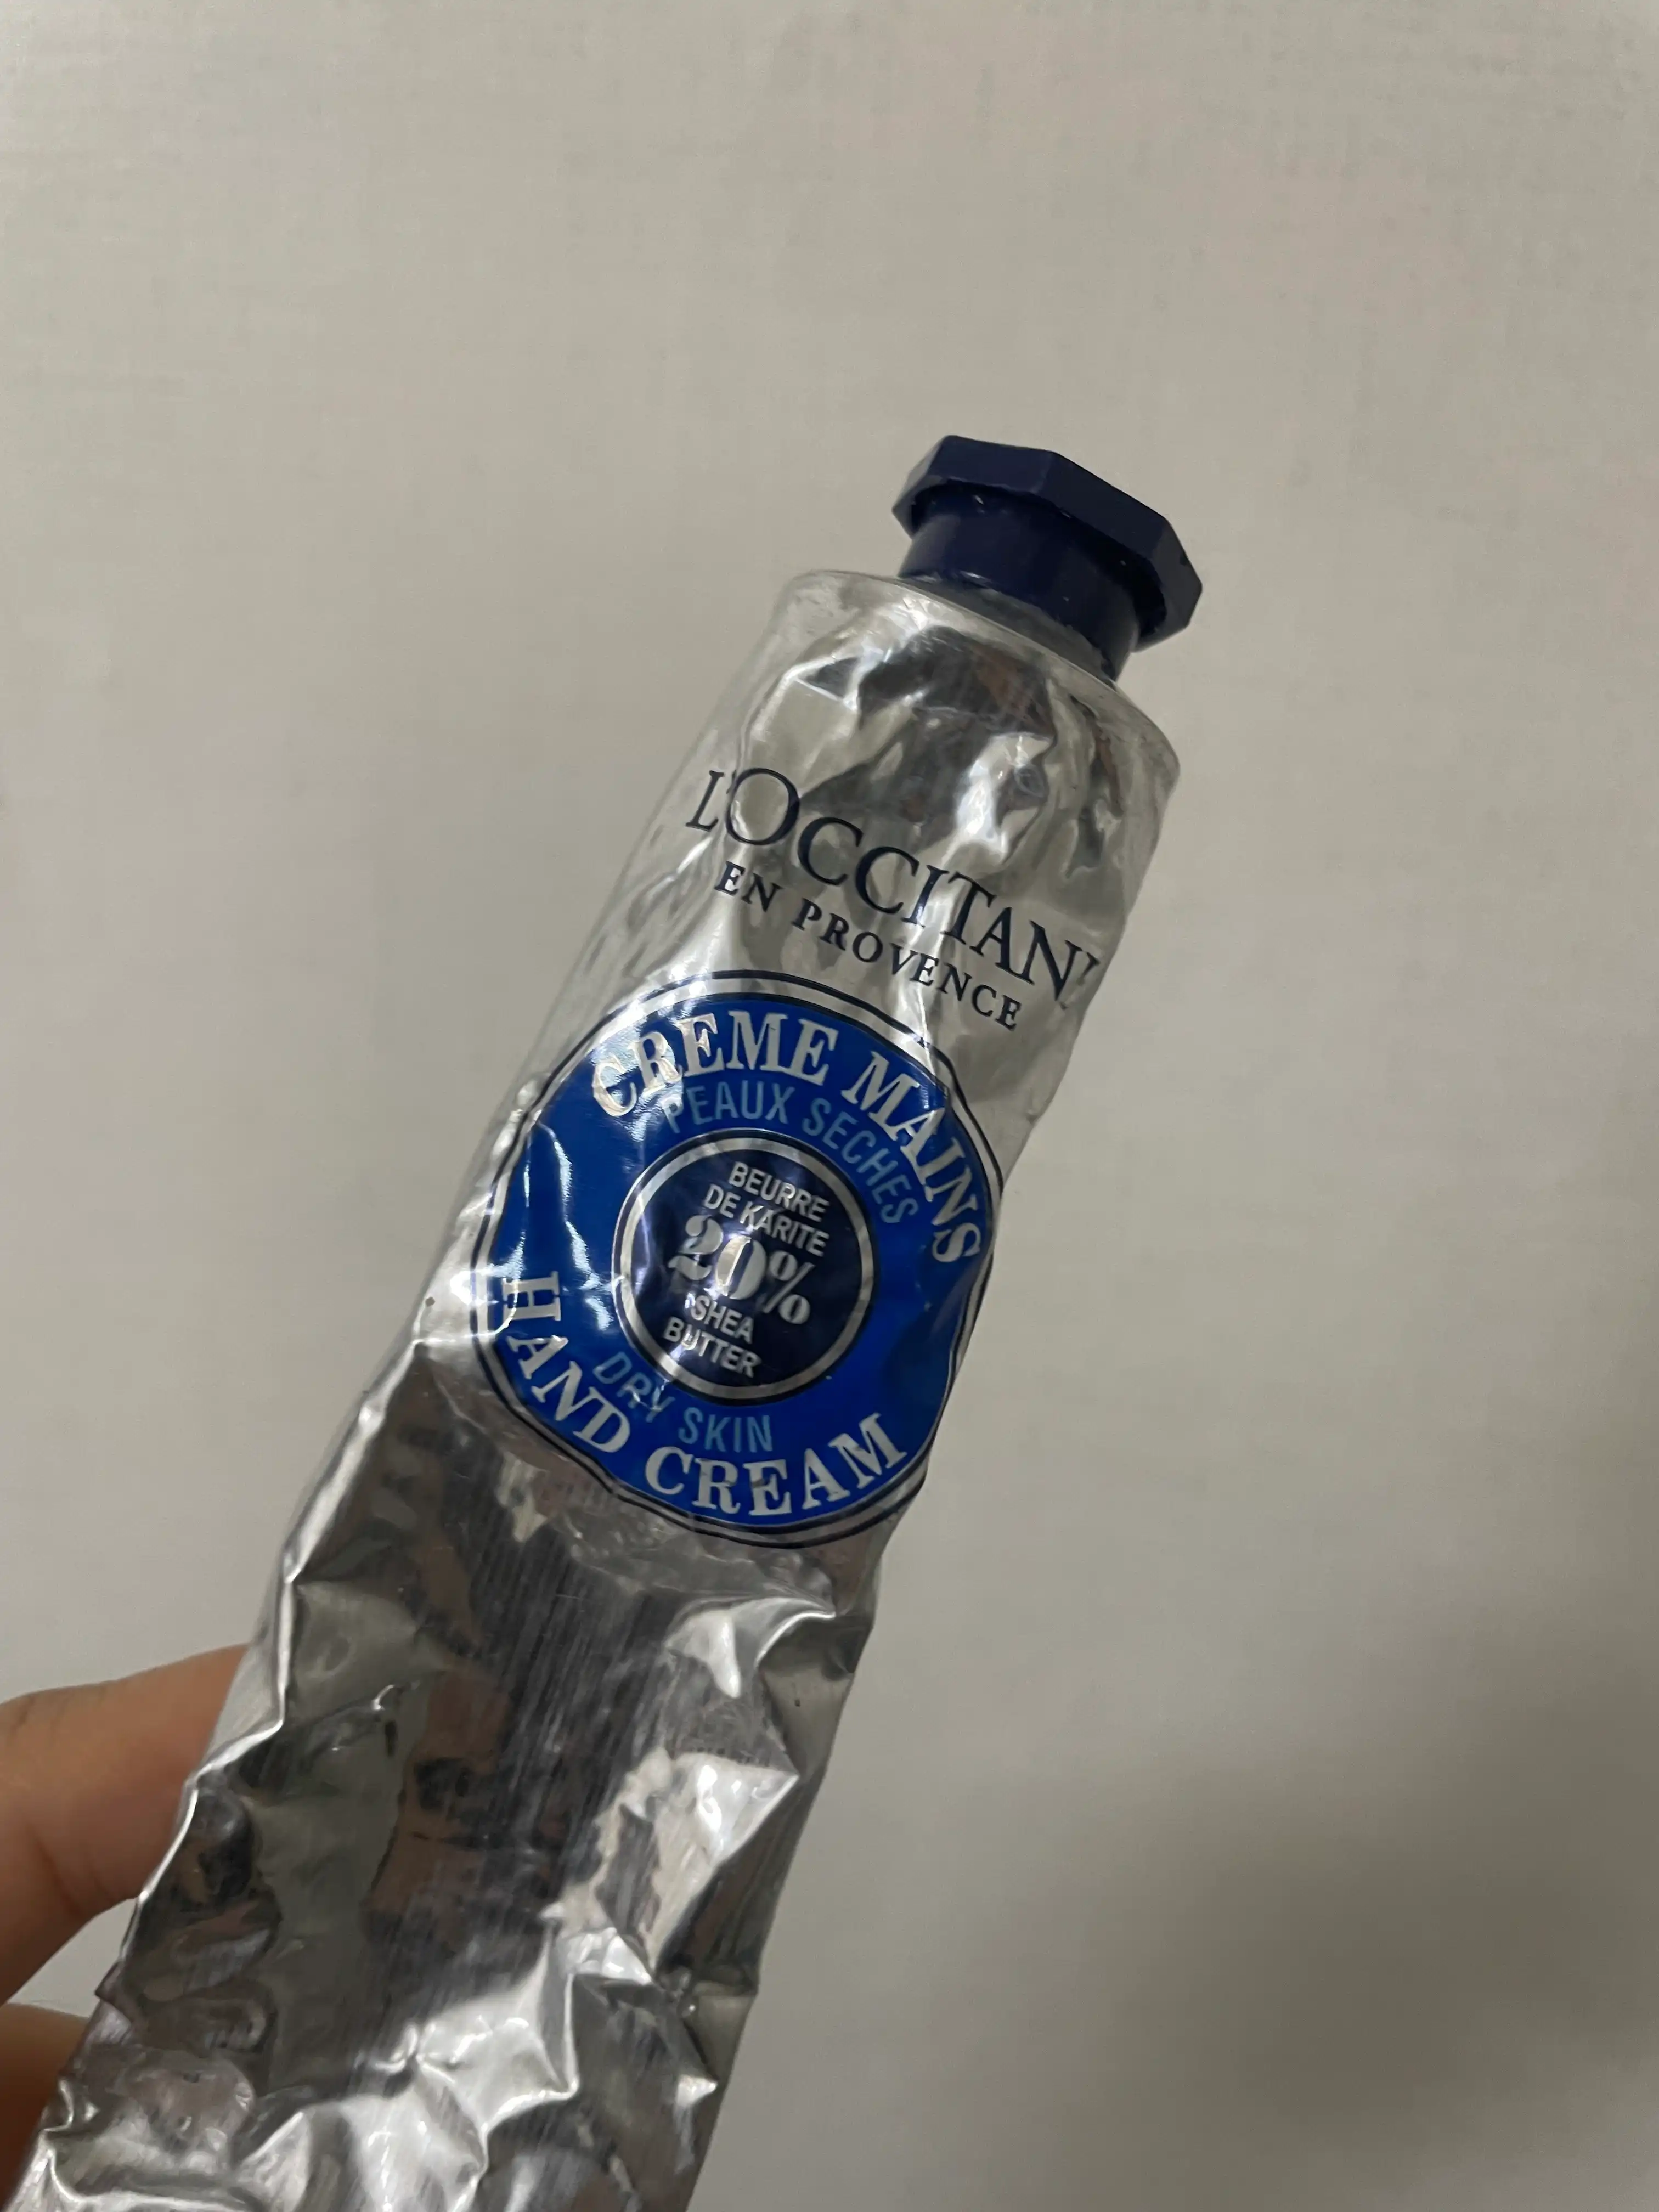 L'OCCITANE
EN PROVENCE
CREME MAINS
PEAUX SECHES
BEURRE
DE KARITE
20%
SHEA
BUTTER
DRY SKIN
HAND CREAM